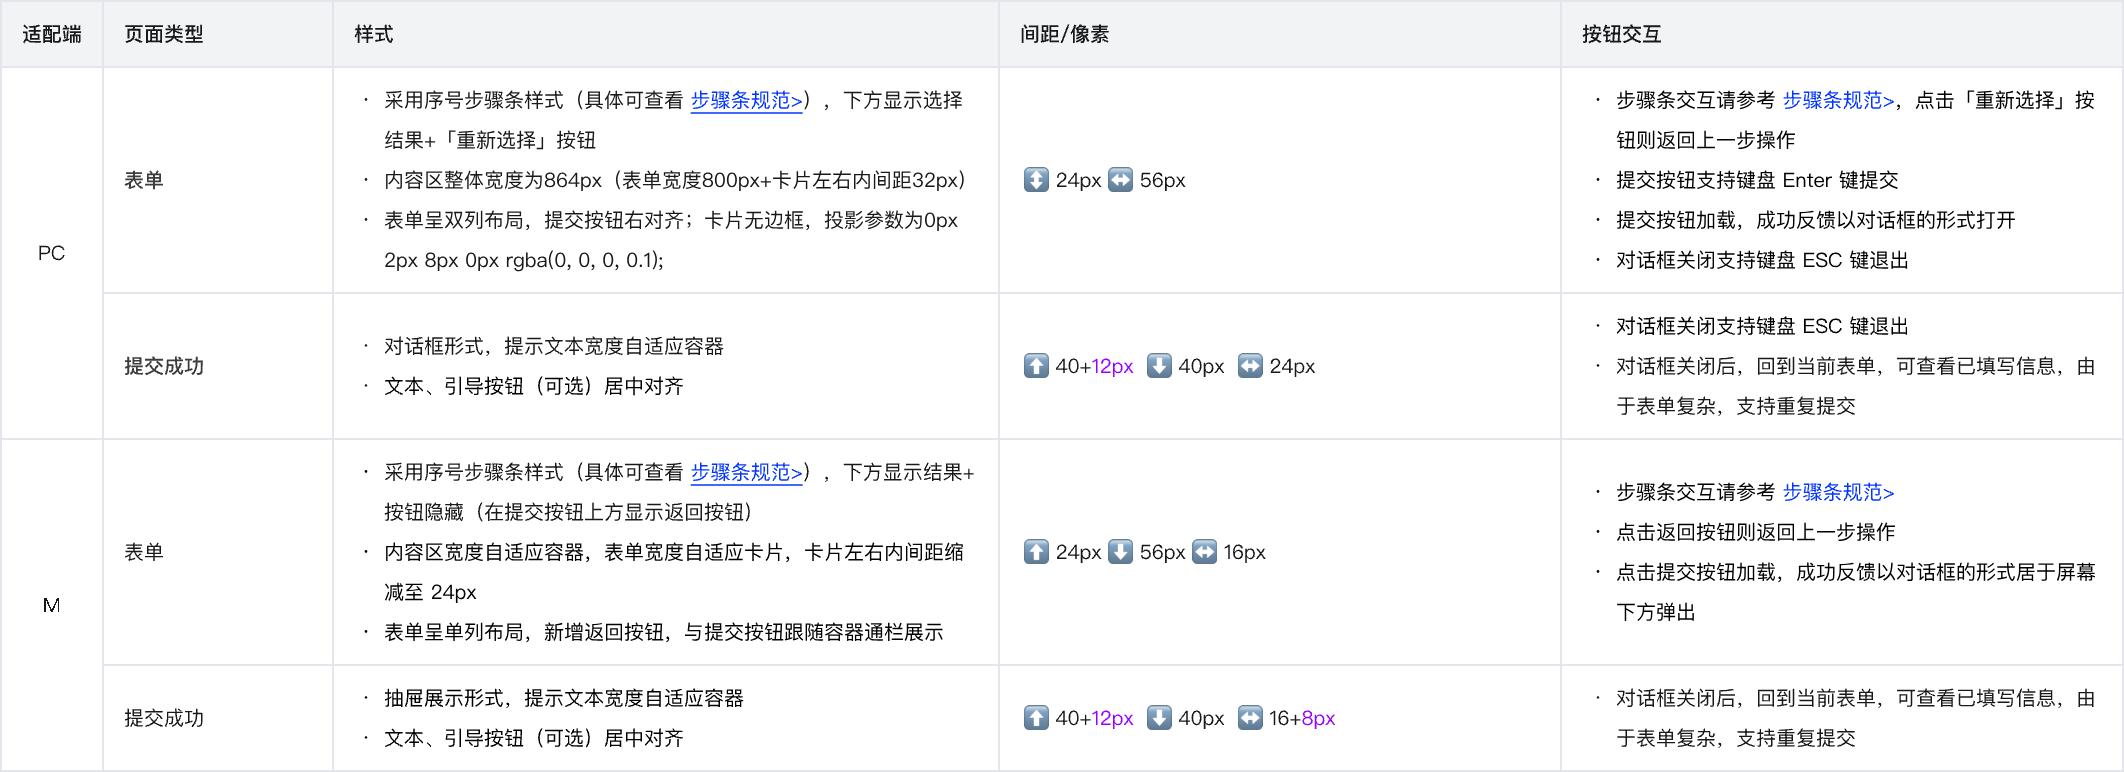 适配端 页面类型 样式 间距/像素 按钮交互
PC
表单
· 采用序号步骤条样式（具体可查看 步骤条规范>），下方显示选择
结果+「重新选择」按钮
· 内容区整体宽度为864px（表单宽度800px+卡片左右内间距32px）
· 表单呈双列布局，提交按钮右对齐；卡片无边框，投影参数为0px
2px 8px 0px rgba(0, 0, 0, 0.1);
↕️ 24px ↔️ 56px
· 步骤条交互请参考 步骤条规范>，点击「重新选择」按
钮则返回上一步操作
· 提交按钮支持键盘 Enter 键提交
· 提交按钮加载，成功反馈以对话框的形式打开
· 对话框关闭支持键盘 ESC 键退出
提交成功
· 对话框形式，提示文本宽度自适应容器
· 文本、引导按钮（可选）居中对齐
⬆️ 40+12px ⬇️ 40px ↔️ 24px
· 对话框关闭支持键盘 ESC 键退出
· 对话框关闭后，回到当前表单，可查看已填写信息，由
于表单复杂，支持重复提交
M
表单
· 采用序号步骤条样式（具体可查看 步骤条规范>），下方显示结果+
按钮隐藏（在提交按钮上方显示返回按钮）
· 内容区宽度自适应容器，表单宽度自适应卡片，卡片左右内间距缩
减至 24px
· 表单呈单列布局，新增返回按钮，与提交按钮跟随容器通栏展示
⬆️ 24px ⬇️ 56px ↔️ 16px
· 步骤条交互请参考 步骤条规范>
· 点击返回按钮则返回上一步操作
· 点击提交按钮加载，成功反馈以对话框的形式居于屏幕
下方弹出
提交成功
· 抽屉展示形式，提示文本宽度自适应容器
· 文本、引导按钮（可选）居中对齐
⬆️ 40+12px ⬇️ 40px ↔️ 16+8px
· 对话框关闭后，回到当前表单，可查看已填写信息，由
于表单复杂，支持重复提交